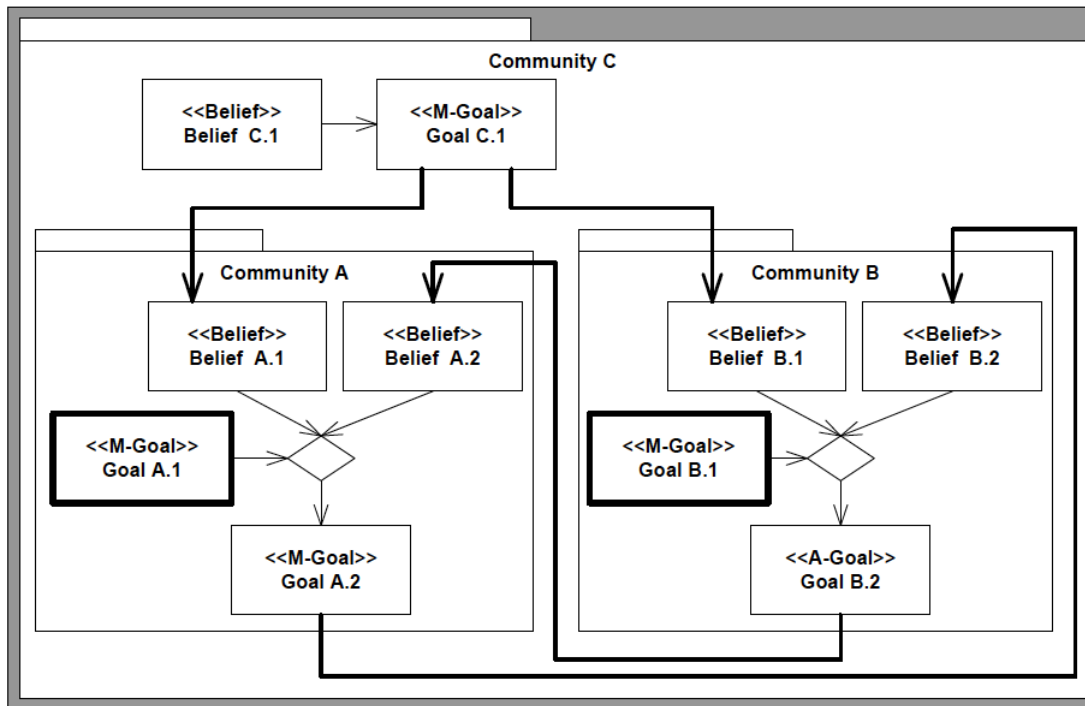 Community C
<<Belief>>
Belief C.1
<<M-Goal>>
Goal C.1
Community A
<<Belief>>
Belief A.1
<<Belief>>
Belief A.2
<<M-Goal>>
Goal A.1
<<M-Goal>>
Goal A.2
Community B
<<Belief>>
Belief B.1
<<Belief>>
Belief B.2
<<M-Goal>>
Goal B.1
<<A-Goal>>
Goal B.2